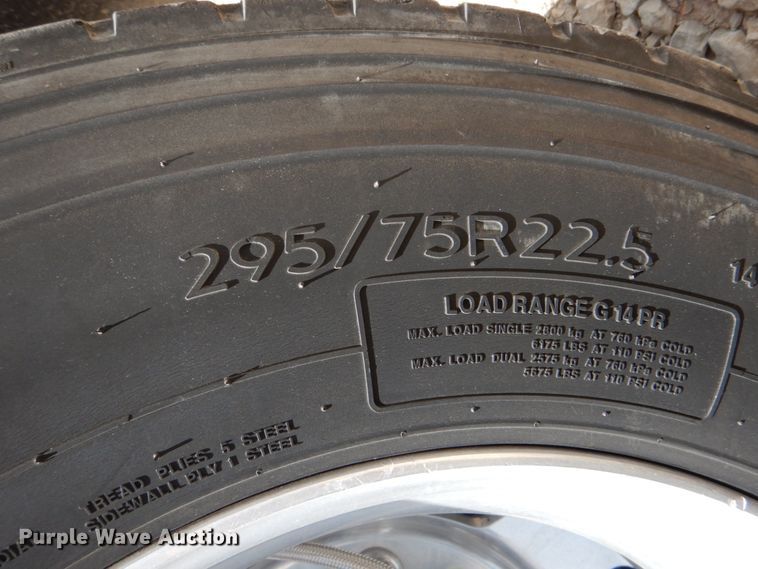 295/75R22.5
14
LOAD RANGE G 14 PR
MAX. LOAD SINGLE 2800 kg AT 760 kPa COLD
6175 LBS AT 110 PSI COLD
MAX. LOAD DUAL 2575 kg AT 760 kPa COLD
5675 LBS AT 110 PSI COLD
TREAD PLIES 5 STEEL
SIDEWALL PLY 1 STEEL
Purple Wave Auction